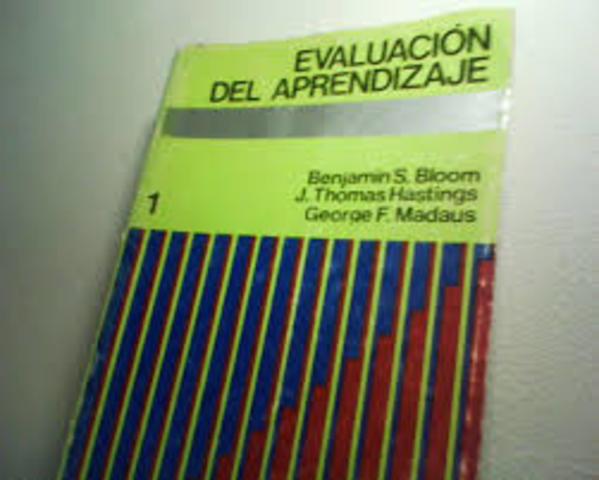 EVALUACIÓN
DEL APRENDIZAJE
Benjamin S. Bloom
J. Thomas Hastings
George F. Madaus
1